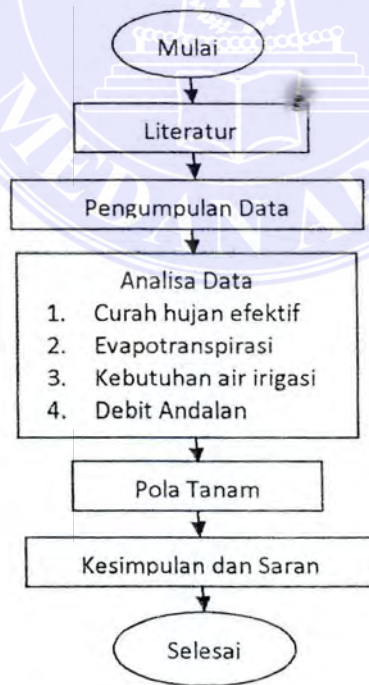 Mulai
Literatur
Pengumpulan Data
Analisa Data
1. Curah hujan efektif
2. Evapotranspirasi
3. Kebutuhan air irigasi
4. Debit Andalan
Pola Tanam
Kesimpulan dan Saran
Selesai